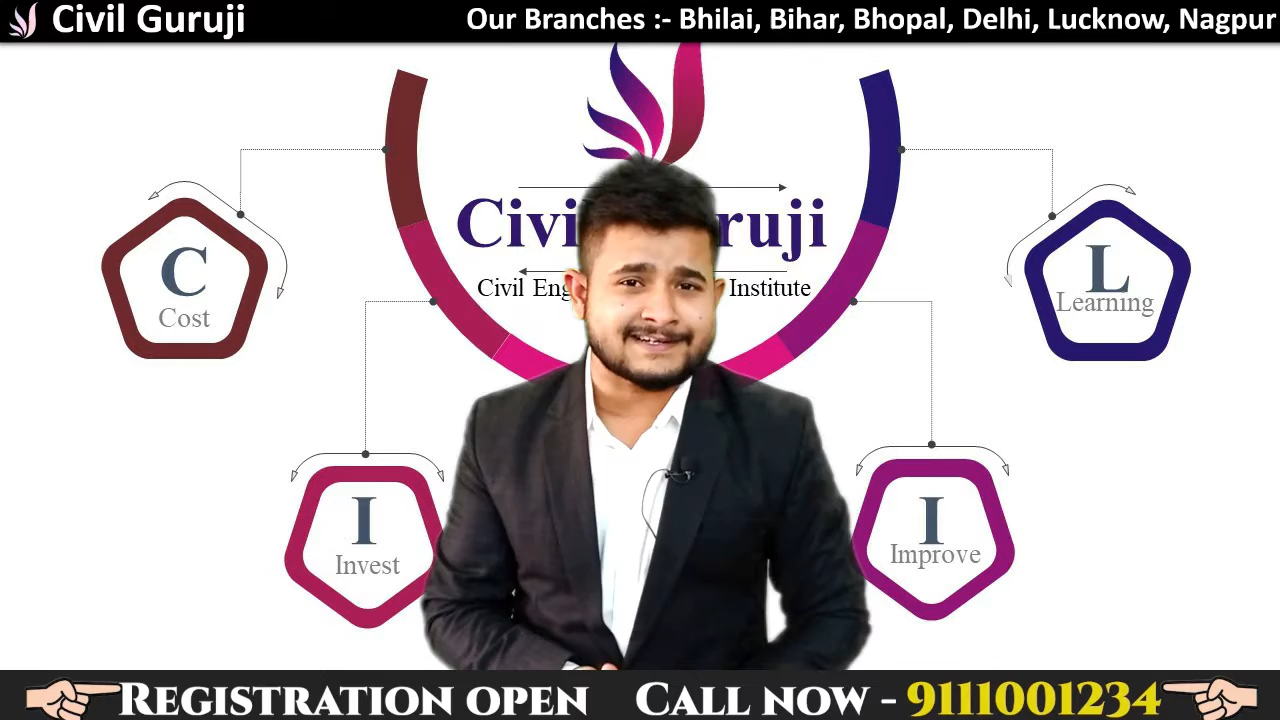 Civil Guruji
Our Branches :- Bhilai, Bihar, Bhopal, Delhi, Lucknow, Nagpur
C
Cost
L
Learning
I
Invest
I
Improve
Civil
Institute
REGISTRATION OPEN CALL NOW - 9111001234